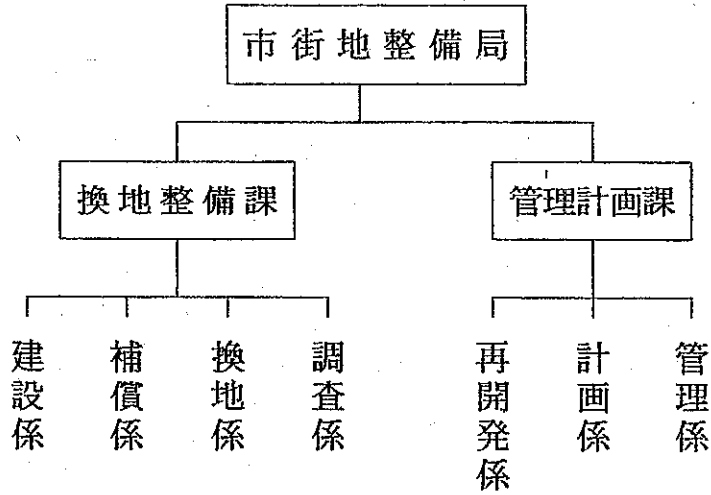 市街地整備局
換地整備課
管理計画課
建設係
補償係
換地係
調査係
再開発係
計画係
管理係